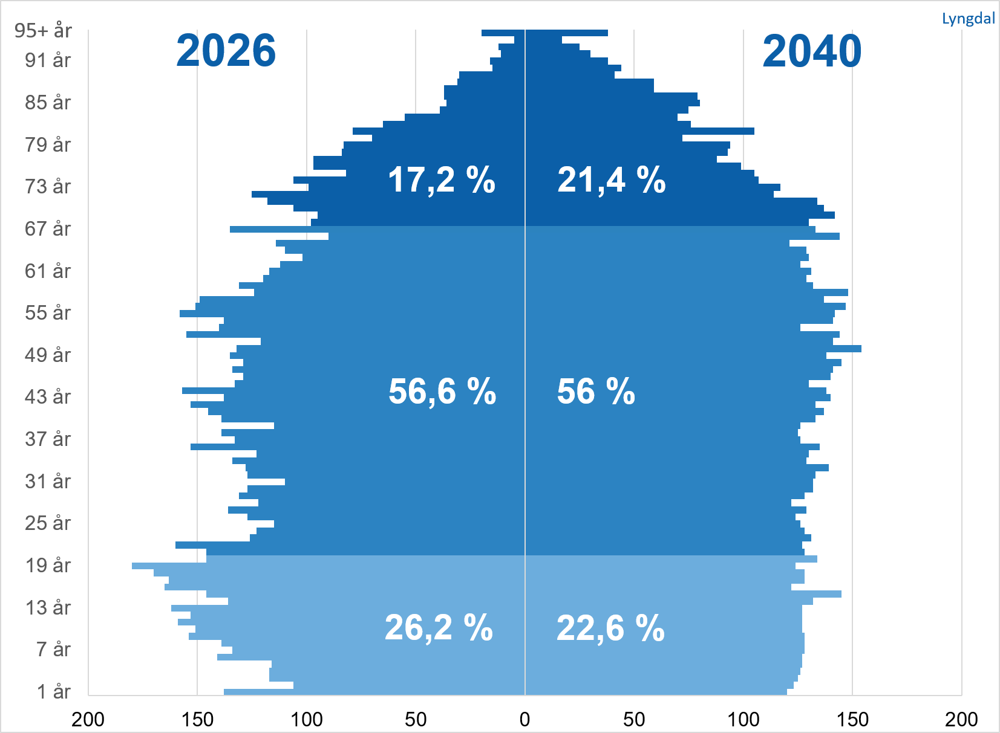 Lyngdal
2026
2040
95+ år
91 år
85 år
79 år
73 år
67 år
61 år
55 år
49 år
43 år
37 år
31 år
25 år
19 år
13 år
7 år
1 år
17,2 %
21,4 %
56,6 %
56 %
26,2 %
22,6 %
200 150 100 50 0 50 100 150 200